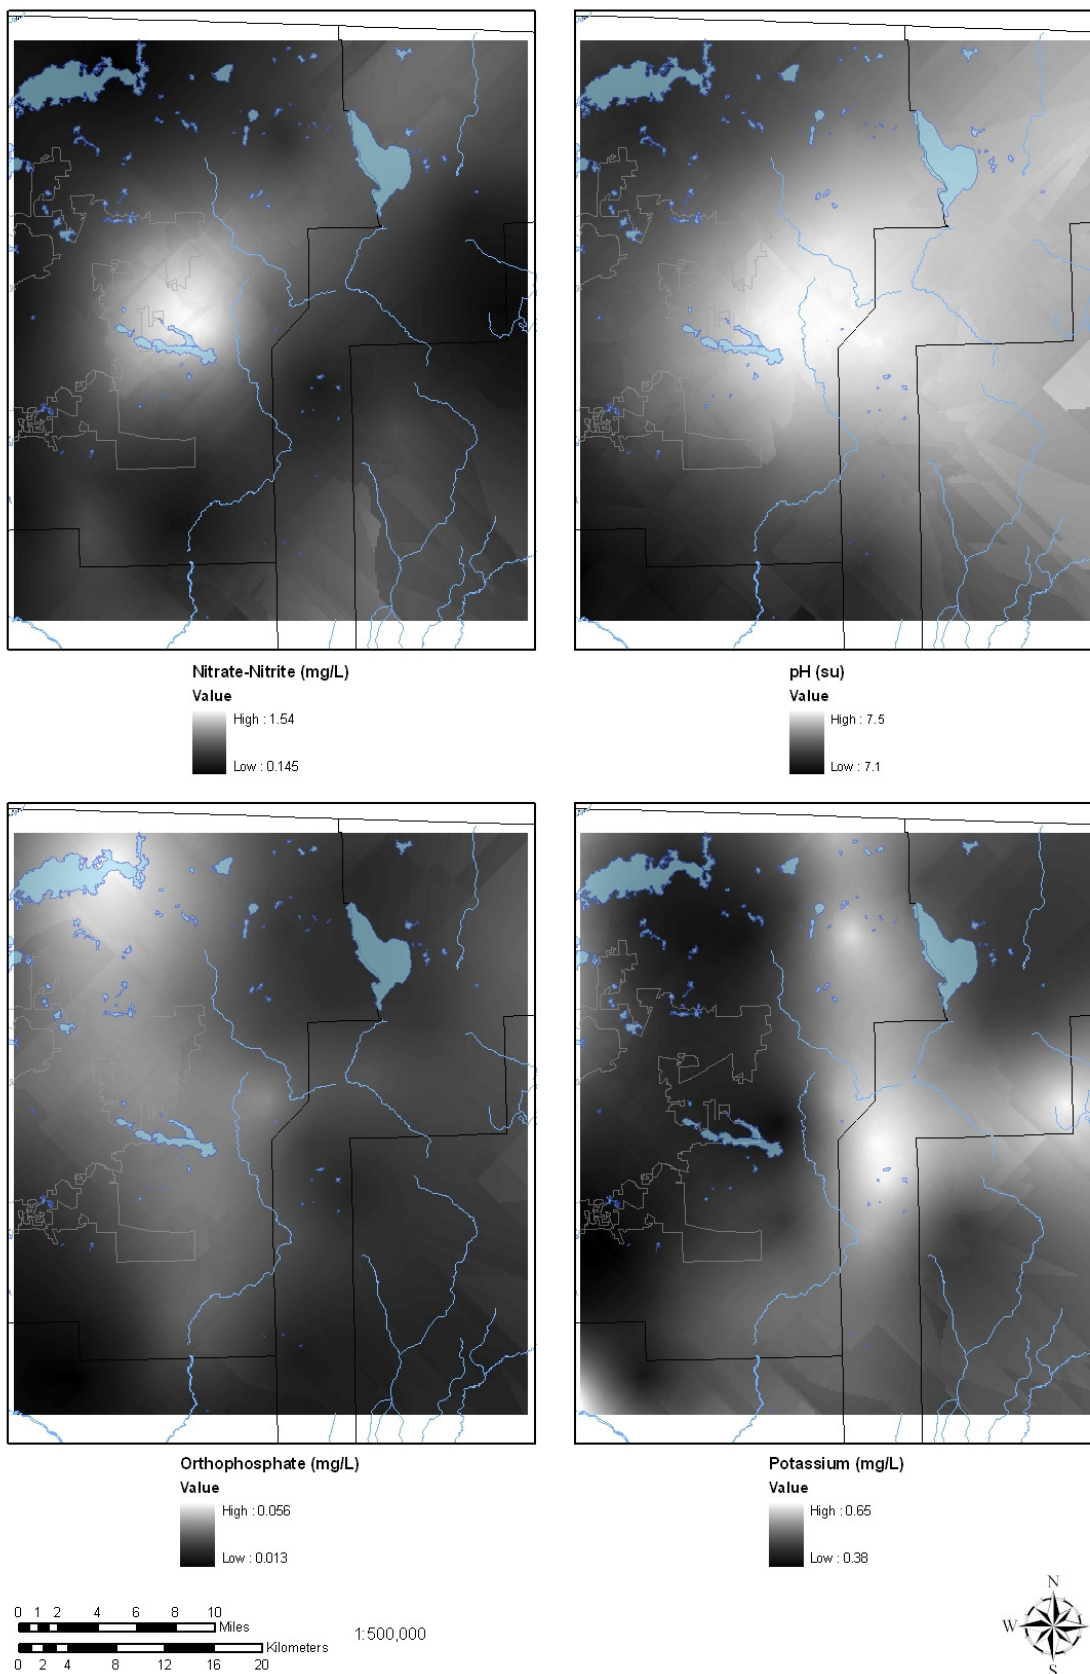 Nitrate-Nitrite (mg/L)
Value
High : 1.54
Low : 0.145
pH (su)
Value
High : 7.5
Low : 7.1
Orthophosphate (mg/L)
Value
High : 0.056
Low : 0.013
Potassium (mg/L)
Value
High : 0.65
Low : 0.38
0 1 2 4 6 8 10
Miles
Kilometers
0 2 4 8 12 16 20
1:500,000
N
W
S